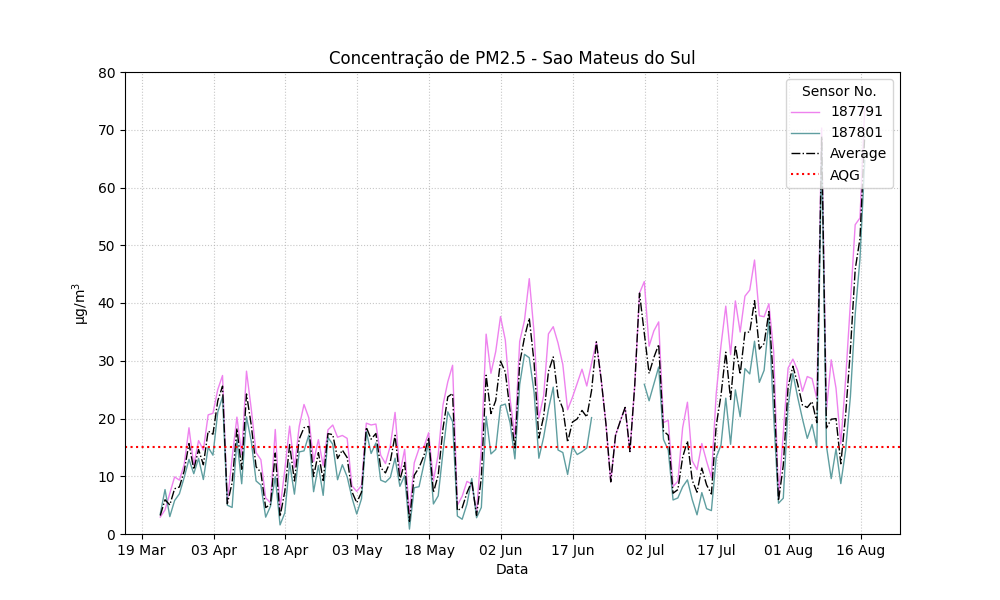 Concentração de PM2.5 - Sao Mateus do Sul
80
70
60
50
40
30
20
10
0
µg/m³
Sensor No.
187791
187801
Average
AQG
19 Mar 03 Apr 18 Apr 03 May 18 May 02 Jun 17 Jun 02 Jul 17 Jul 01 Aug 16 Aug
Data